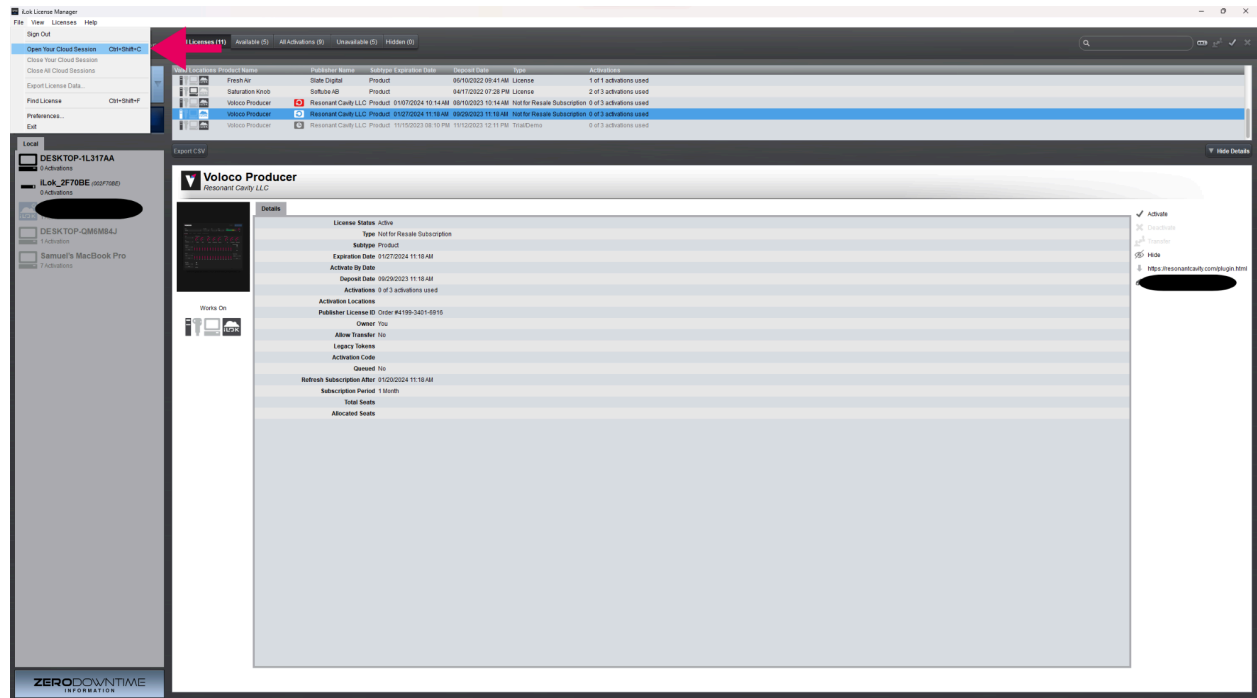 iLok License Manager
File View Licenses Help
Sign Out
Open Your Cloud Session Ctrl+Shift+C
Close Your Cloud Session
Close All Cloud Sessions
Export License Data...
Find License Ctrl+Shift+F
Preferences...
Exit
Licenses (11) Available (5) All Activations (9) Unavailable (5) Hidden (0)
Valid Locations Product Name Publisher Name Subtype Expiration Date Deposit Date Type Activations
Fresh Air Slate Digital Product 06/10/2022 09:41 AM License 1 of 1 activations used
Saturation Knob Softube AB Product 04/17/2022 07:28 PM License 2 of 3 activations used
Voloco Producer Resonant Cavity LLC Product 01/07/2024 10:14 AM 08/10/2023 10:14 AM Not for Resale Subscription 0 of 3 activations used
Voloco Producer Resonant Cavity LLC Product 01/27/2024 11:18 AM 09/29/2023 11:18 AM Not for Resale Subscription 0 of 3 activations used
Voloco Producer Resonant Cavity LLC Product 11/15/2023 08:10 PM 11/12/2023 12:11 PM Trial/Demo 0 of 3 activations used
Export CSV
Hide Details
Local
DESKTOP-1L317AA
0 Activations
iLok_2F70BE (002F70BE)
0 Activations
DESKTOP-QM6M84J
1 Activation
Samuel's MacBook Pro
7 Activations
Voloco Producer
Resonant Cavity LLC
Works On
iLOK
Details
License Status Active
Type Not for Resale Subscription
Subtype Product
Expiration Date 01/27/2024 11:18 AM
Activate By Date
Deposit Date 09/29/2023 11:18 AM
Activations 0 of 3 activations used
Activation Locations
Publisher License ID Order #4199-3401-6916
Owner You
Allow Transfer No
Legacy Tokens
Activation Code
Queued No
Refresh Subscription After 01/20/2024 11:18 AM
Subscription Period 1 Month
Total Seats
Allocated Seats
Activate
Deactivate
Transfer
Hide
https://resonantcavity.com/plugin.html
ZERODOWNTIME
INFORMATION